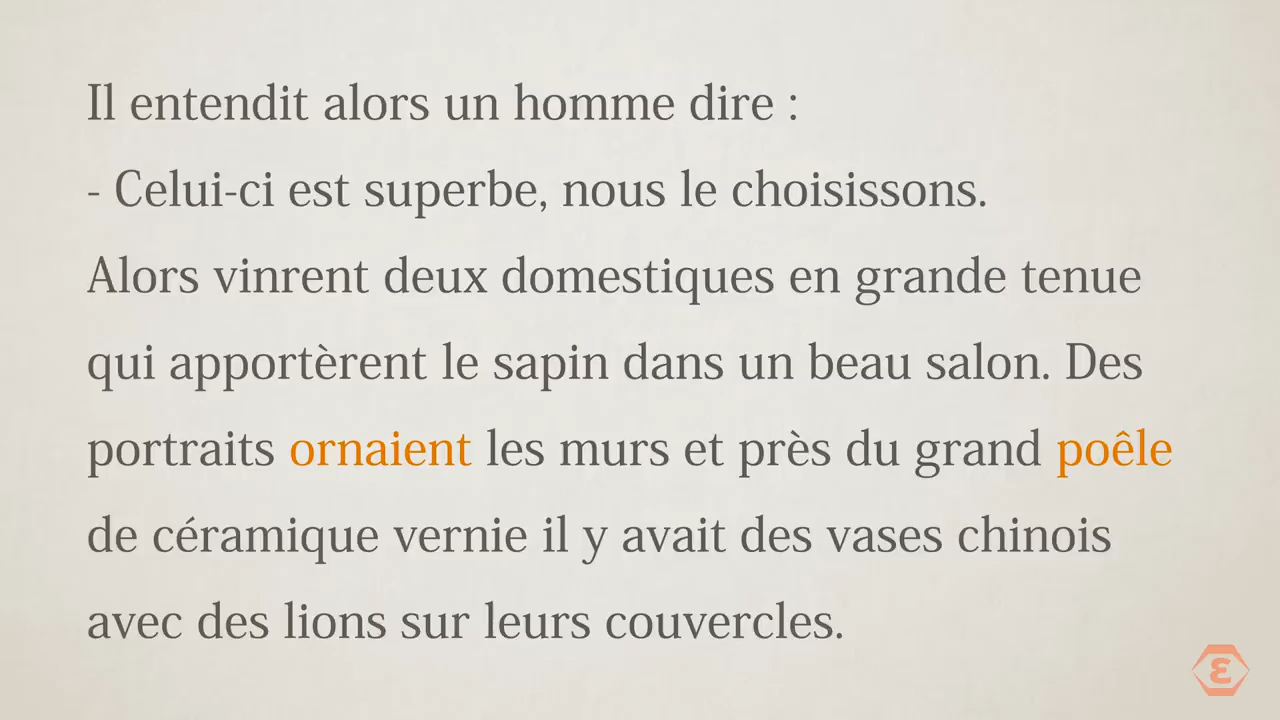 Il entendit alors un homme dire :
- Celui-ci est superbe, nous le choisissons.
Alors vinrent deux domestiques en grande tenue
qui apportèrent le sapin dans un beau salon. Des
portraits ornaient les murs et près du grand poêle
de céramique vernie il y avait des vases chinois
avec des lions sur leurs couvercles.
ε